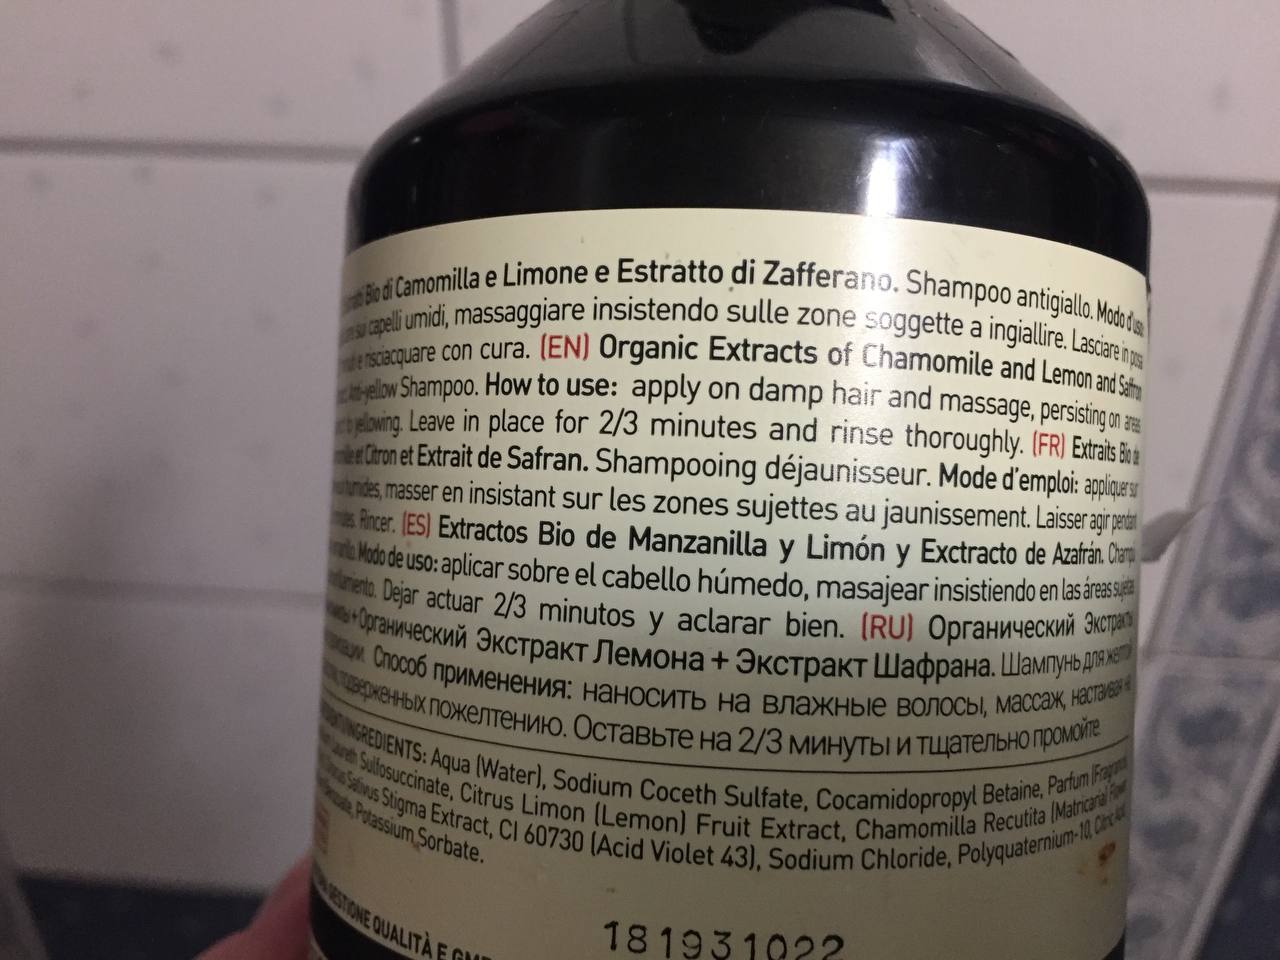 Bio di Camomilla e Limone e Estratto di Zafferano. Shampoo antigiallo. Modo d'uso:
capelli umidi, massaggiare insistendo sulle zone soggette a ingiallire. Lasciare in posa
e risciacquare con cura. (EN) Organic Extracts of Chamomile and Lemon and Saffron
Anti-yellow Shampoo. How to use: apply on damp hair and massage, persisting on areas
to yellowing. Leave in place for 2/3 minutes and rinse thoroughly. (FR) Extraits Bio de
et Citron et Extrait de Safran. Shampooing déjaunisseur. Mode d'emploi: appliquer sur
humides, masser en insistant sur les zones sujettes au jaunissement. Laisser agir pendant
Rincer. (ES) Extractos Bio de Manzanilla y Limón y Exctracto de Azafrán. Champú
Modo de uso: aplicar sobre el cabello húmedo, masajear insistiendo en las áreas sujetas
Dejar actuar 2/3 minutos y aclarar bien. (RU) Органический Экстракт
+ Органический Экстракт Лемона + Экстракт Шафрана. Шампунь для
Способ применения: наносить на влажные волосы, массаж, настаивая на
подверженных пожелтению. Оставьте на 2/3 минуты и тщательно промойте.
INGREDIENTS: Aqua (Water), Sodium Coceth Sulfate, Cocamidopropyl Betaine, Parfum (Fragrance),
Laureth Sulfosuccinate, Citrus Limon (Lemon) Fruit Extract, Chamomilla Recutita (Matricaria) Flower
Sativus Stigma Extract, CI 60730 (Acid Violet 43), Sodium Chloride, Polyquaternium-10, Citric Acid,
Potassium Sorbate.
GESTIONE QUALITÀ E GMP
181931022